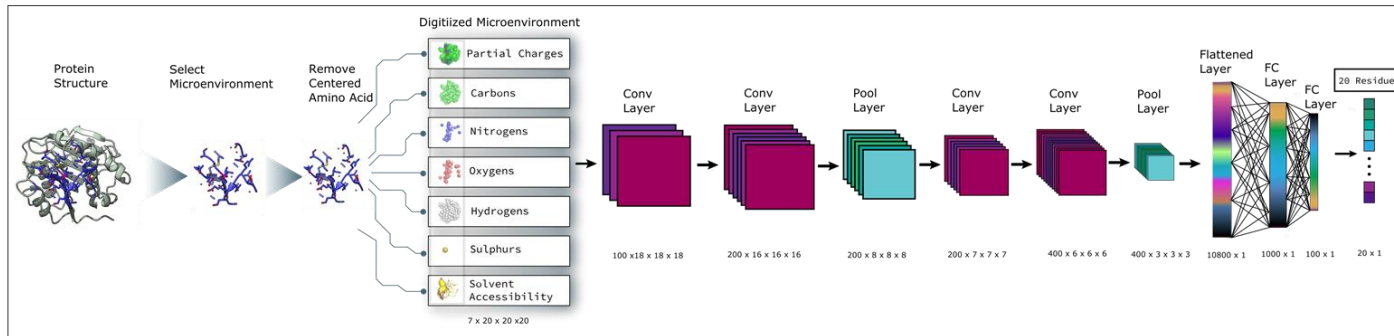 Digitiized Microenvironment
Protein
Structure
Select
Microenvironment
Remove
Centered
Amino Acid
Partial Charges
Carbons
Nitrogens
Oxygens
Hydrogens
Sulphurs
Solvent
Accessibility
7 x 20 x 20 x20
Conv
Layer
100 x18 x 18 x 18
Conv
Layer
200 x 16 x 16 x 16
Pool
Layer
200 x 8 x 8 x 8
Conv
Layer
200 x 7 x 7 x 7
Conv
Layer
400 x 6 x 6 x 6
Pool
Layer
400 x 3 x 3 x 3
Flattened
Layer
10800 x 1
FC
Layer
1000 x 1
FC
Layer
100 x 1
20 Residue
20 x 1